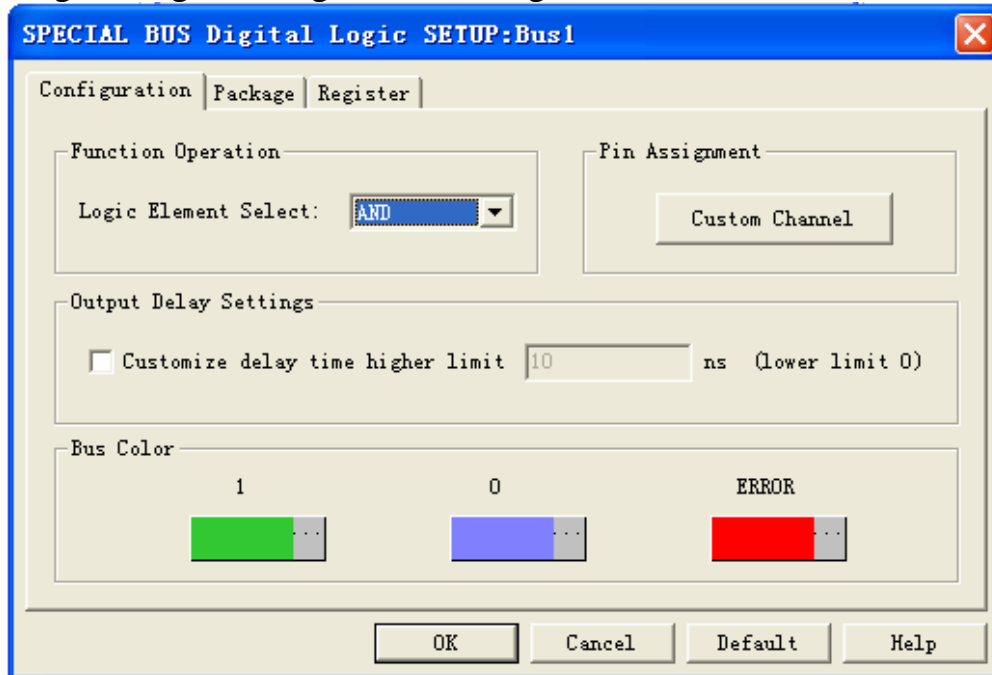 SPECIAL BUS Digital Logic SETUP:Bus1
Configuration Package Register
Function Operation
Pin Assignment
Logic Element Select: AND
Custom Channel
Output Delay Settings
Customize delay time higher limit 10 ns (lower limit 0)
Bus Color
1 0 ERROR
... ... ...
OK Cancel Default Help